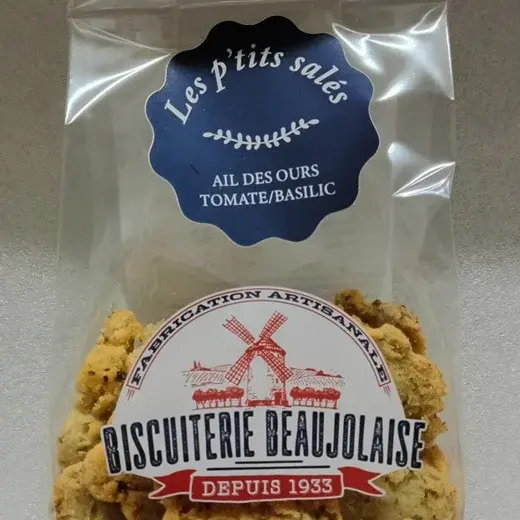 Les p'tits salés
AIL DES OURS
TOMATE/BASILIC
FABRICATION ARTISANALE
BISCUITERIE BEAUJOLAISE
DEPUIS 1933